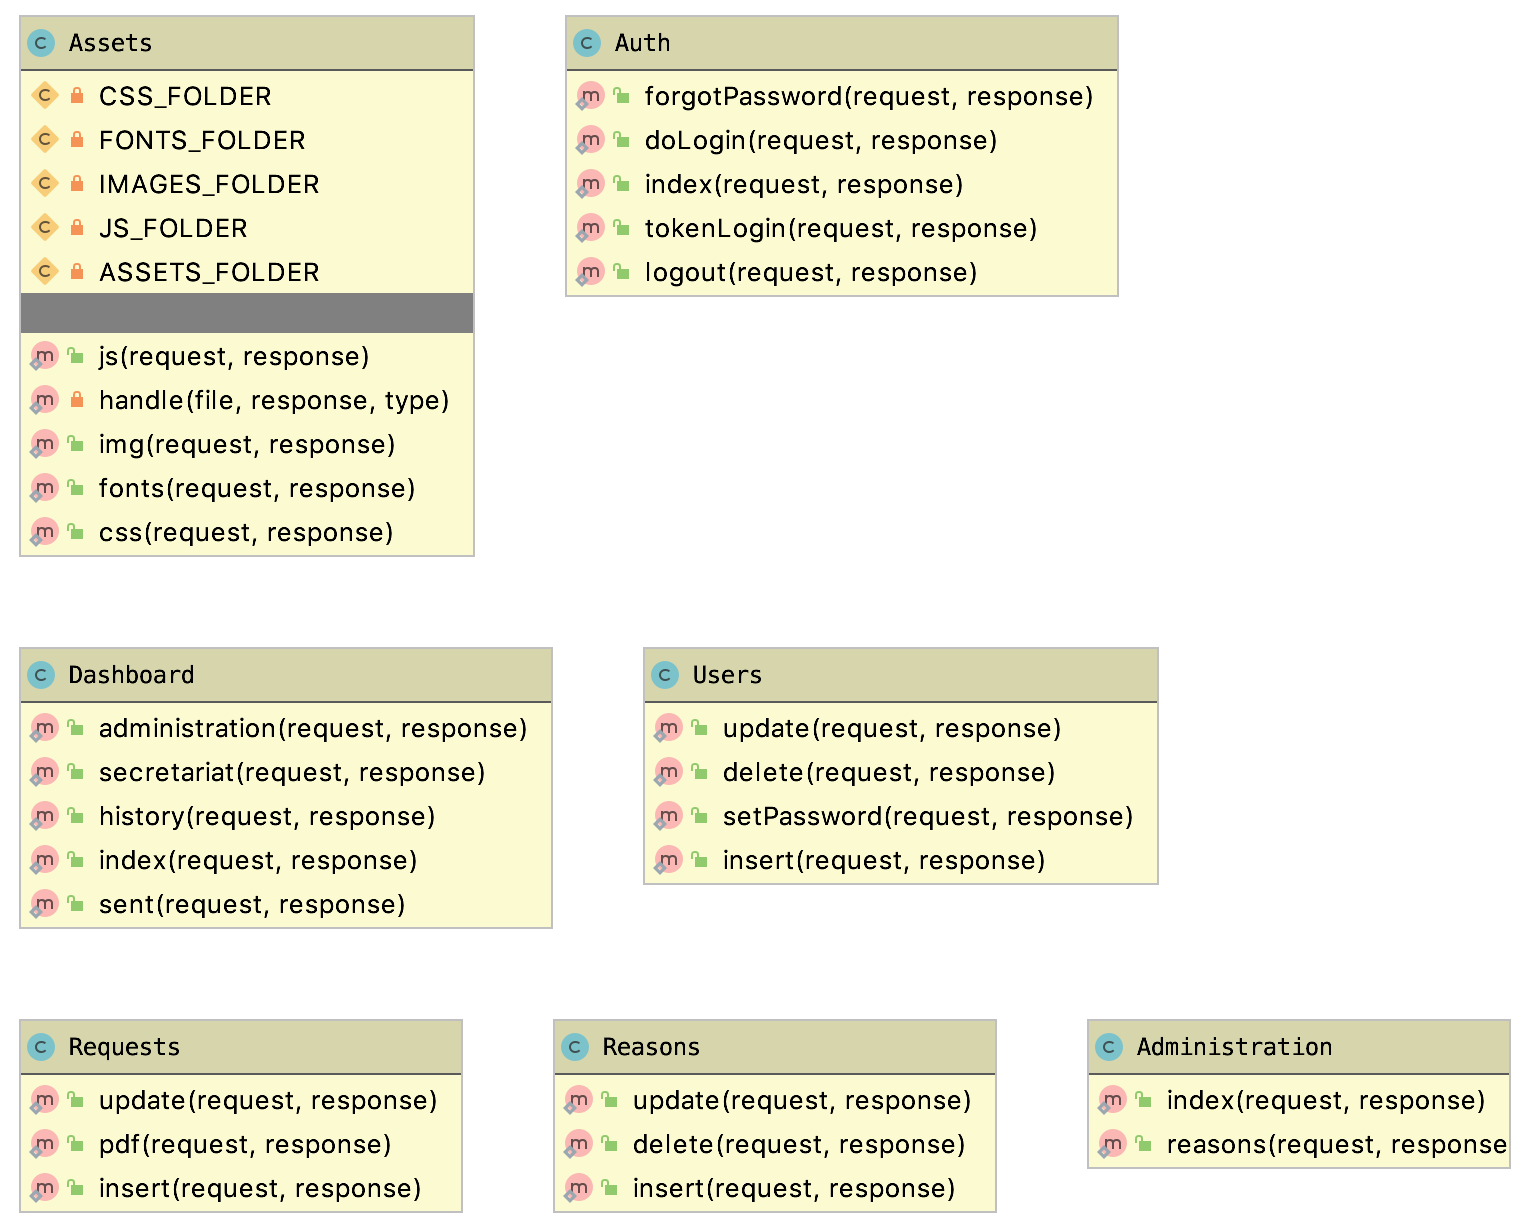 Assets
CSS_FOLDER
FONTS_FOLDER
IMAGES_FOLDER
JS_FOLDER
ASSETS_FOLDER
js(request, response)
handle(file, response, type)
img(request, response)
fonts(request, response)
css(request, response)
Auth
forgotPassword(request, response)
doLogin(request, response)
index(request, response)
tokenLogin(request, response)
logout(request, response)
Dashboard
administration(request, response)
secretariat(request, response)
history(request, response)
index(request, response)
sent(request, response)
Users
update(request, response)
delete(request, response)
setPassword(request, response)
insert(request, response)
Requests
update(request, response)
pdf(request, response)
insert(request, response)
Reasons
update(request, response)
delete(request, response)
insert(request, response)
Administration
index(request, response)
reasons(request, response